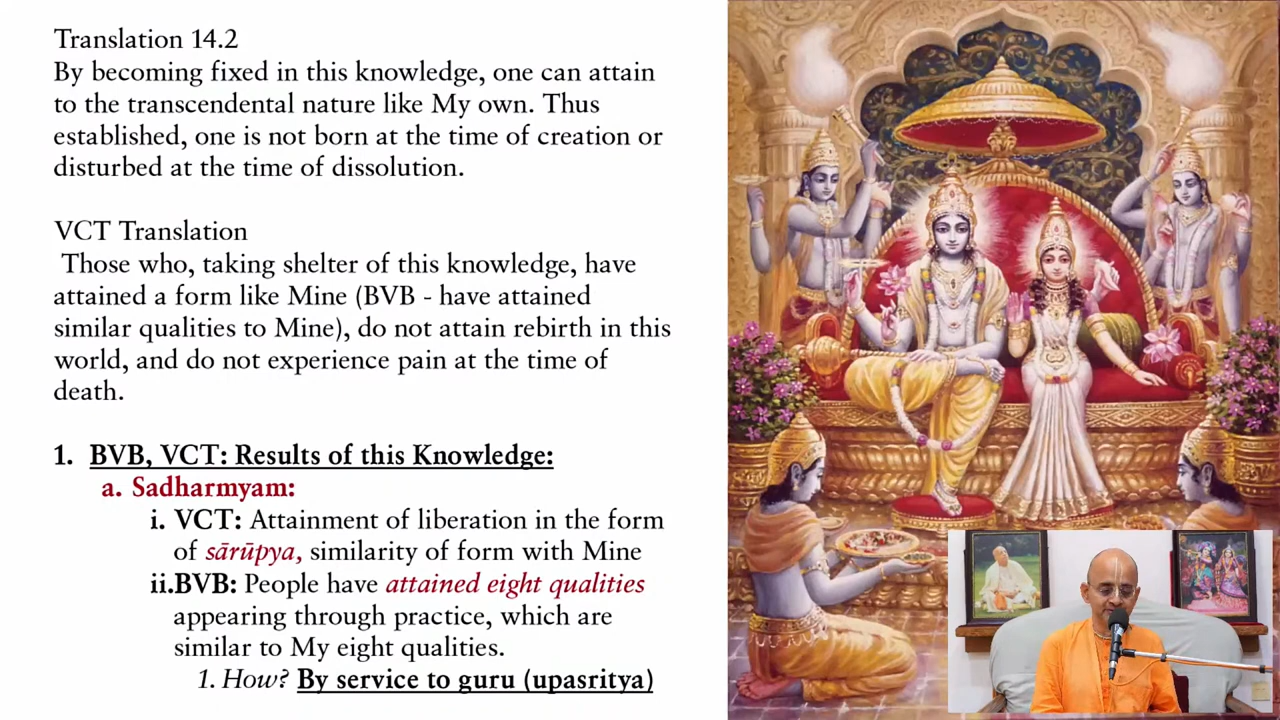 Translation 14.2
By becoming fixed in this knowledge, one can attain
to the transcendental nature like My own. Thus
established, one is not born at the time of creation or
disturbed at the time of dissolution.
VCT Translation
Those who, taking shelter of this knowledge, have
attained a form like Mine (BVB - have attained
similar qualities to Mine), do not attain rebirth in this
world, and do not experience pain at the time of
death.
1. BVB, VCT: Results of this Knowledge:
a. Sadharmyam:
i. VCT: Attainment of liberation in the form
of sārūpya, similarity of form with Mine
ii.BVB: People have attained eight qualities
appearing through practice, which are
similar to My eight qualities.
1. How? By service to guru (upasritya)